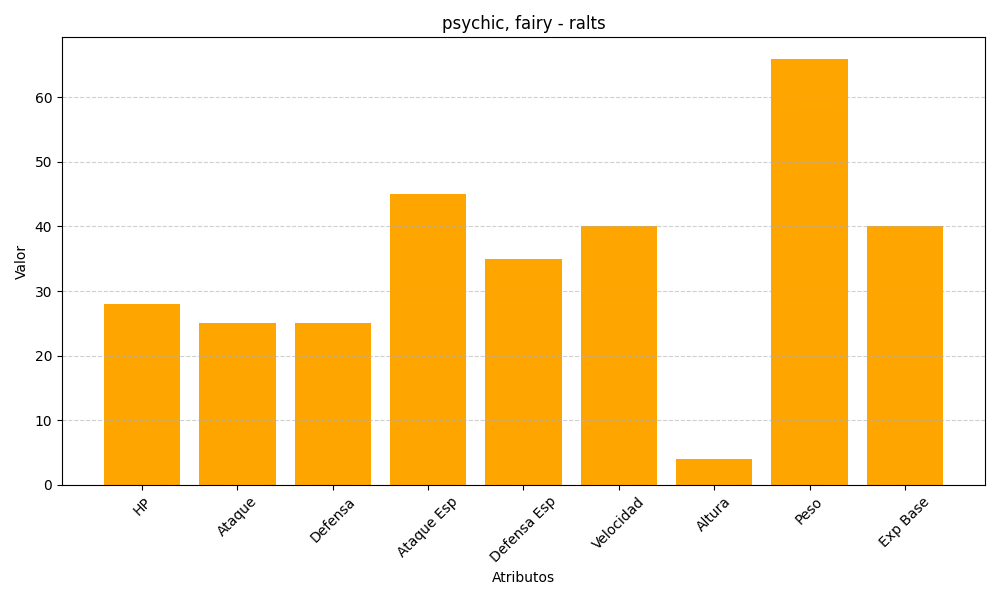 psychic, fairy - ralts
Valor
60
50
40
30
20
10
0
HP
Ataque
Defensa
Ataque Esp
Defensa Esp
Velocidad
Altura
Peso
Exp Base
Atributos